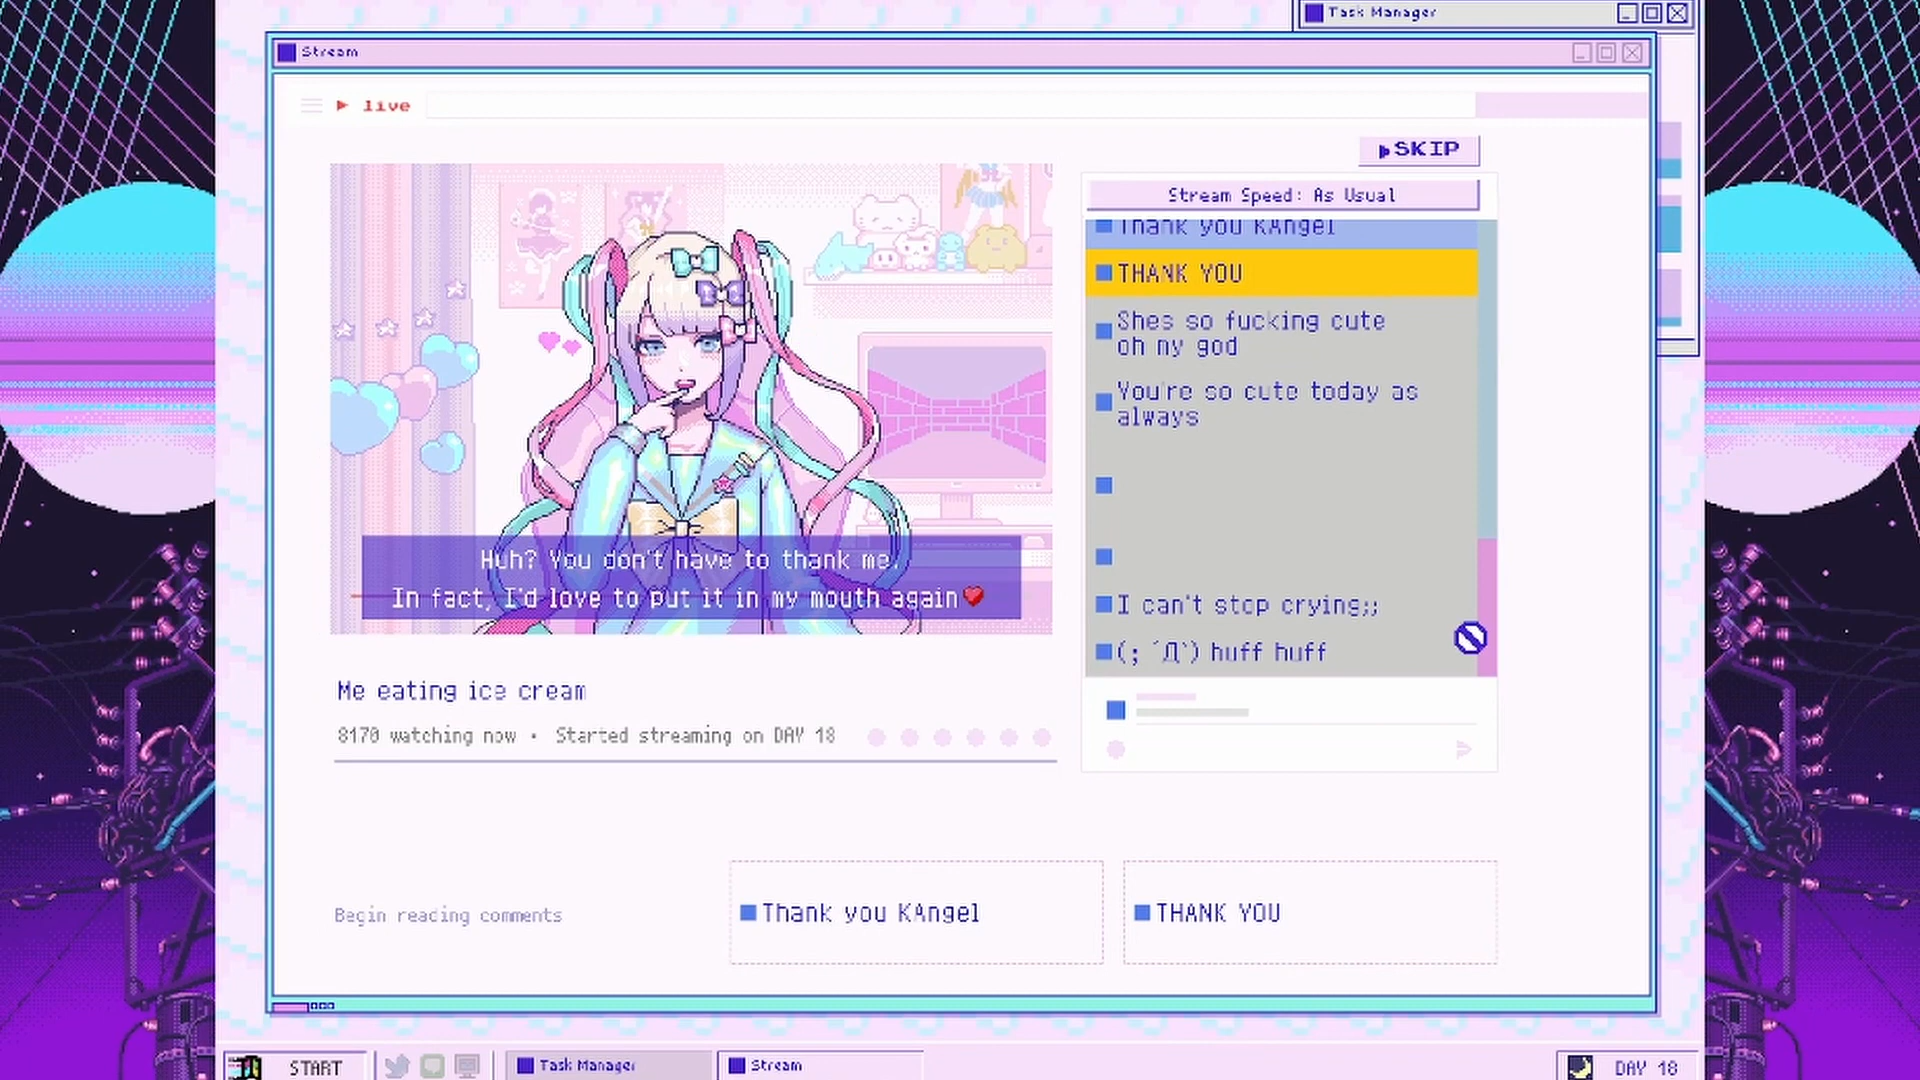 Task Manager
Stream
live
SKIP
Stream Speed: As Usual
Thank you KAngel
THANK YOU
Shes so fucking cute
oh my god
You're so cute today as
always
I can't stop crying;;
(; ´Д`) huff huff
Huh? You don't have to thank me.
In fact, I'd love to put it in my mouth again
Me eating ice cream
8170 watching now • Started streaming on DAY 18
Begin reading comments
Thank you KAngel
THANK YOU
START
Task Manager
Stream
DAY 18